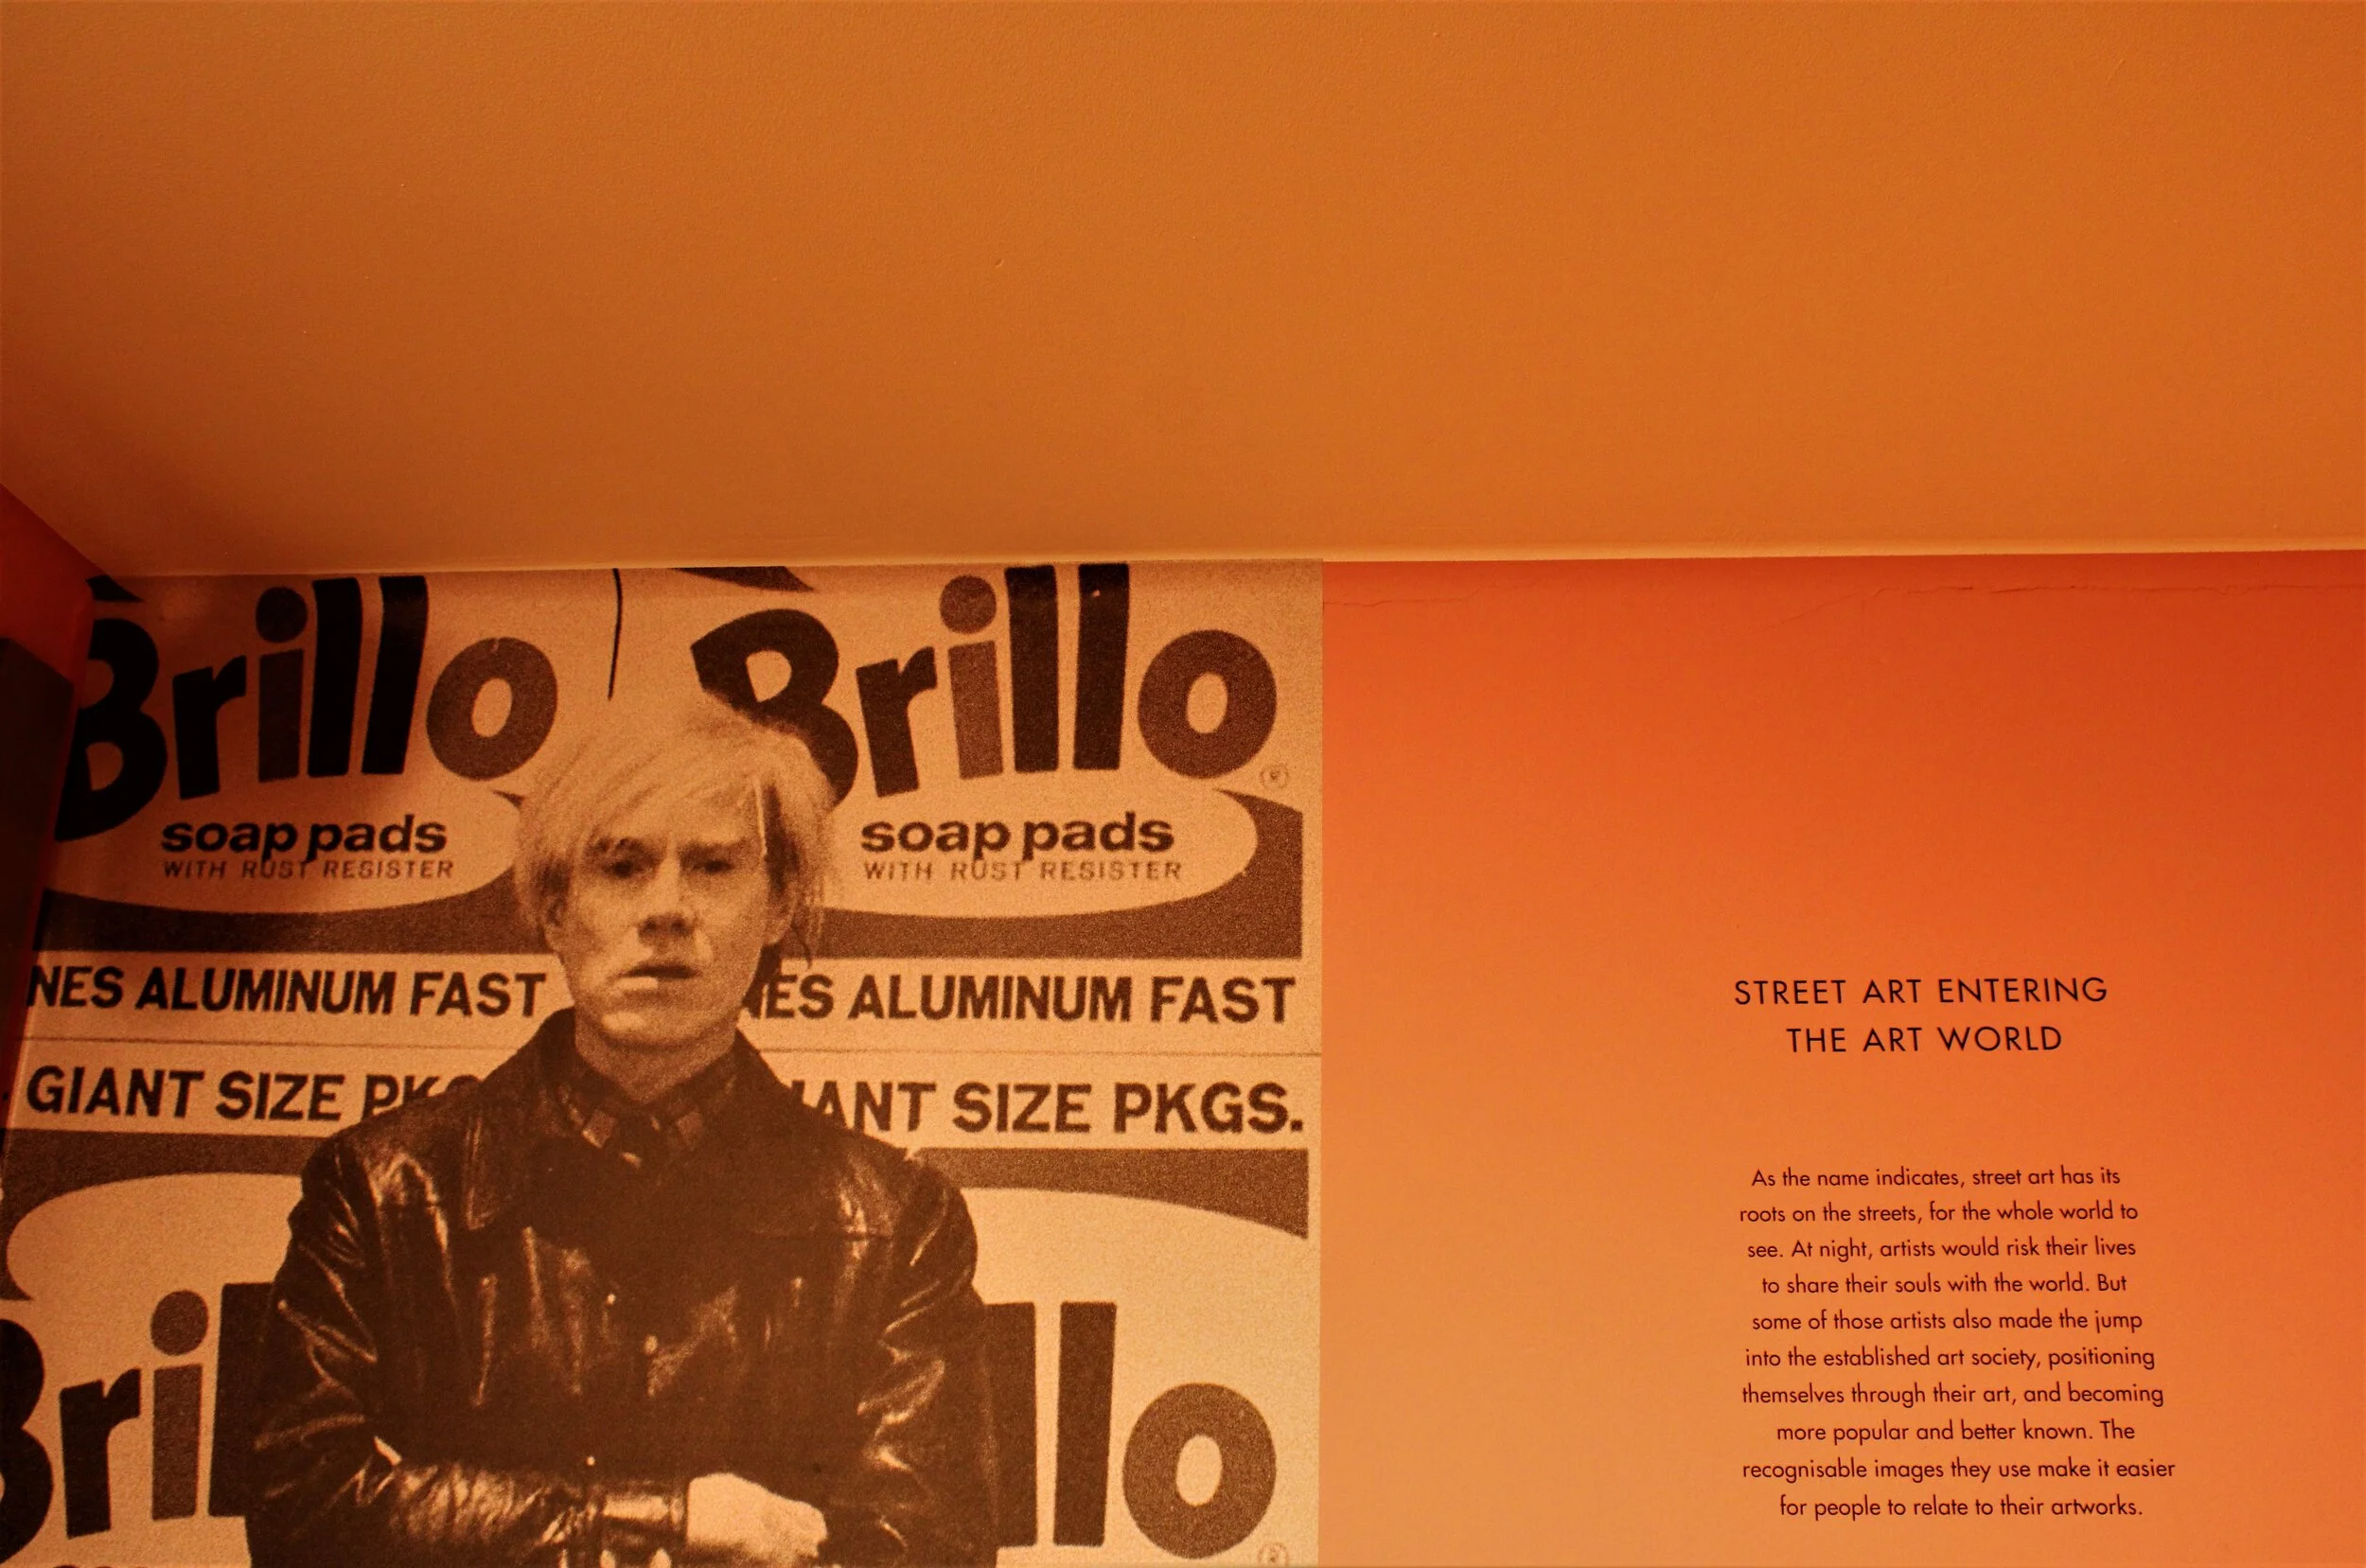 Brillo
soap pads
WITH RUST RESISTER
NES ALUMINUM FAST
GIANT SIZE
Brillo
®
soap pads
WITH RUST RESISTER
ES ALUMINUM FAST
IANT SIZE PKGS.
Bri
llo
®
STREET ART ENTERING
THE ART WORLD
As the name indicates, street art has its
roots on the streets, for the whole world to
see. At night, artists would risk their lives
to share their souls with the world. But
some of those artists also made the jump
into the established art society, positioning
themselves through their art, and becoming
more popular and better known. The
recognisable images they use make it easier
for people to relate to their artworks.